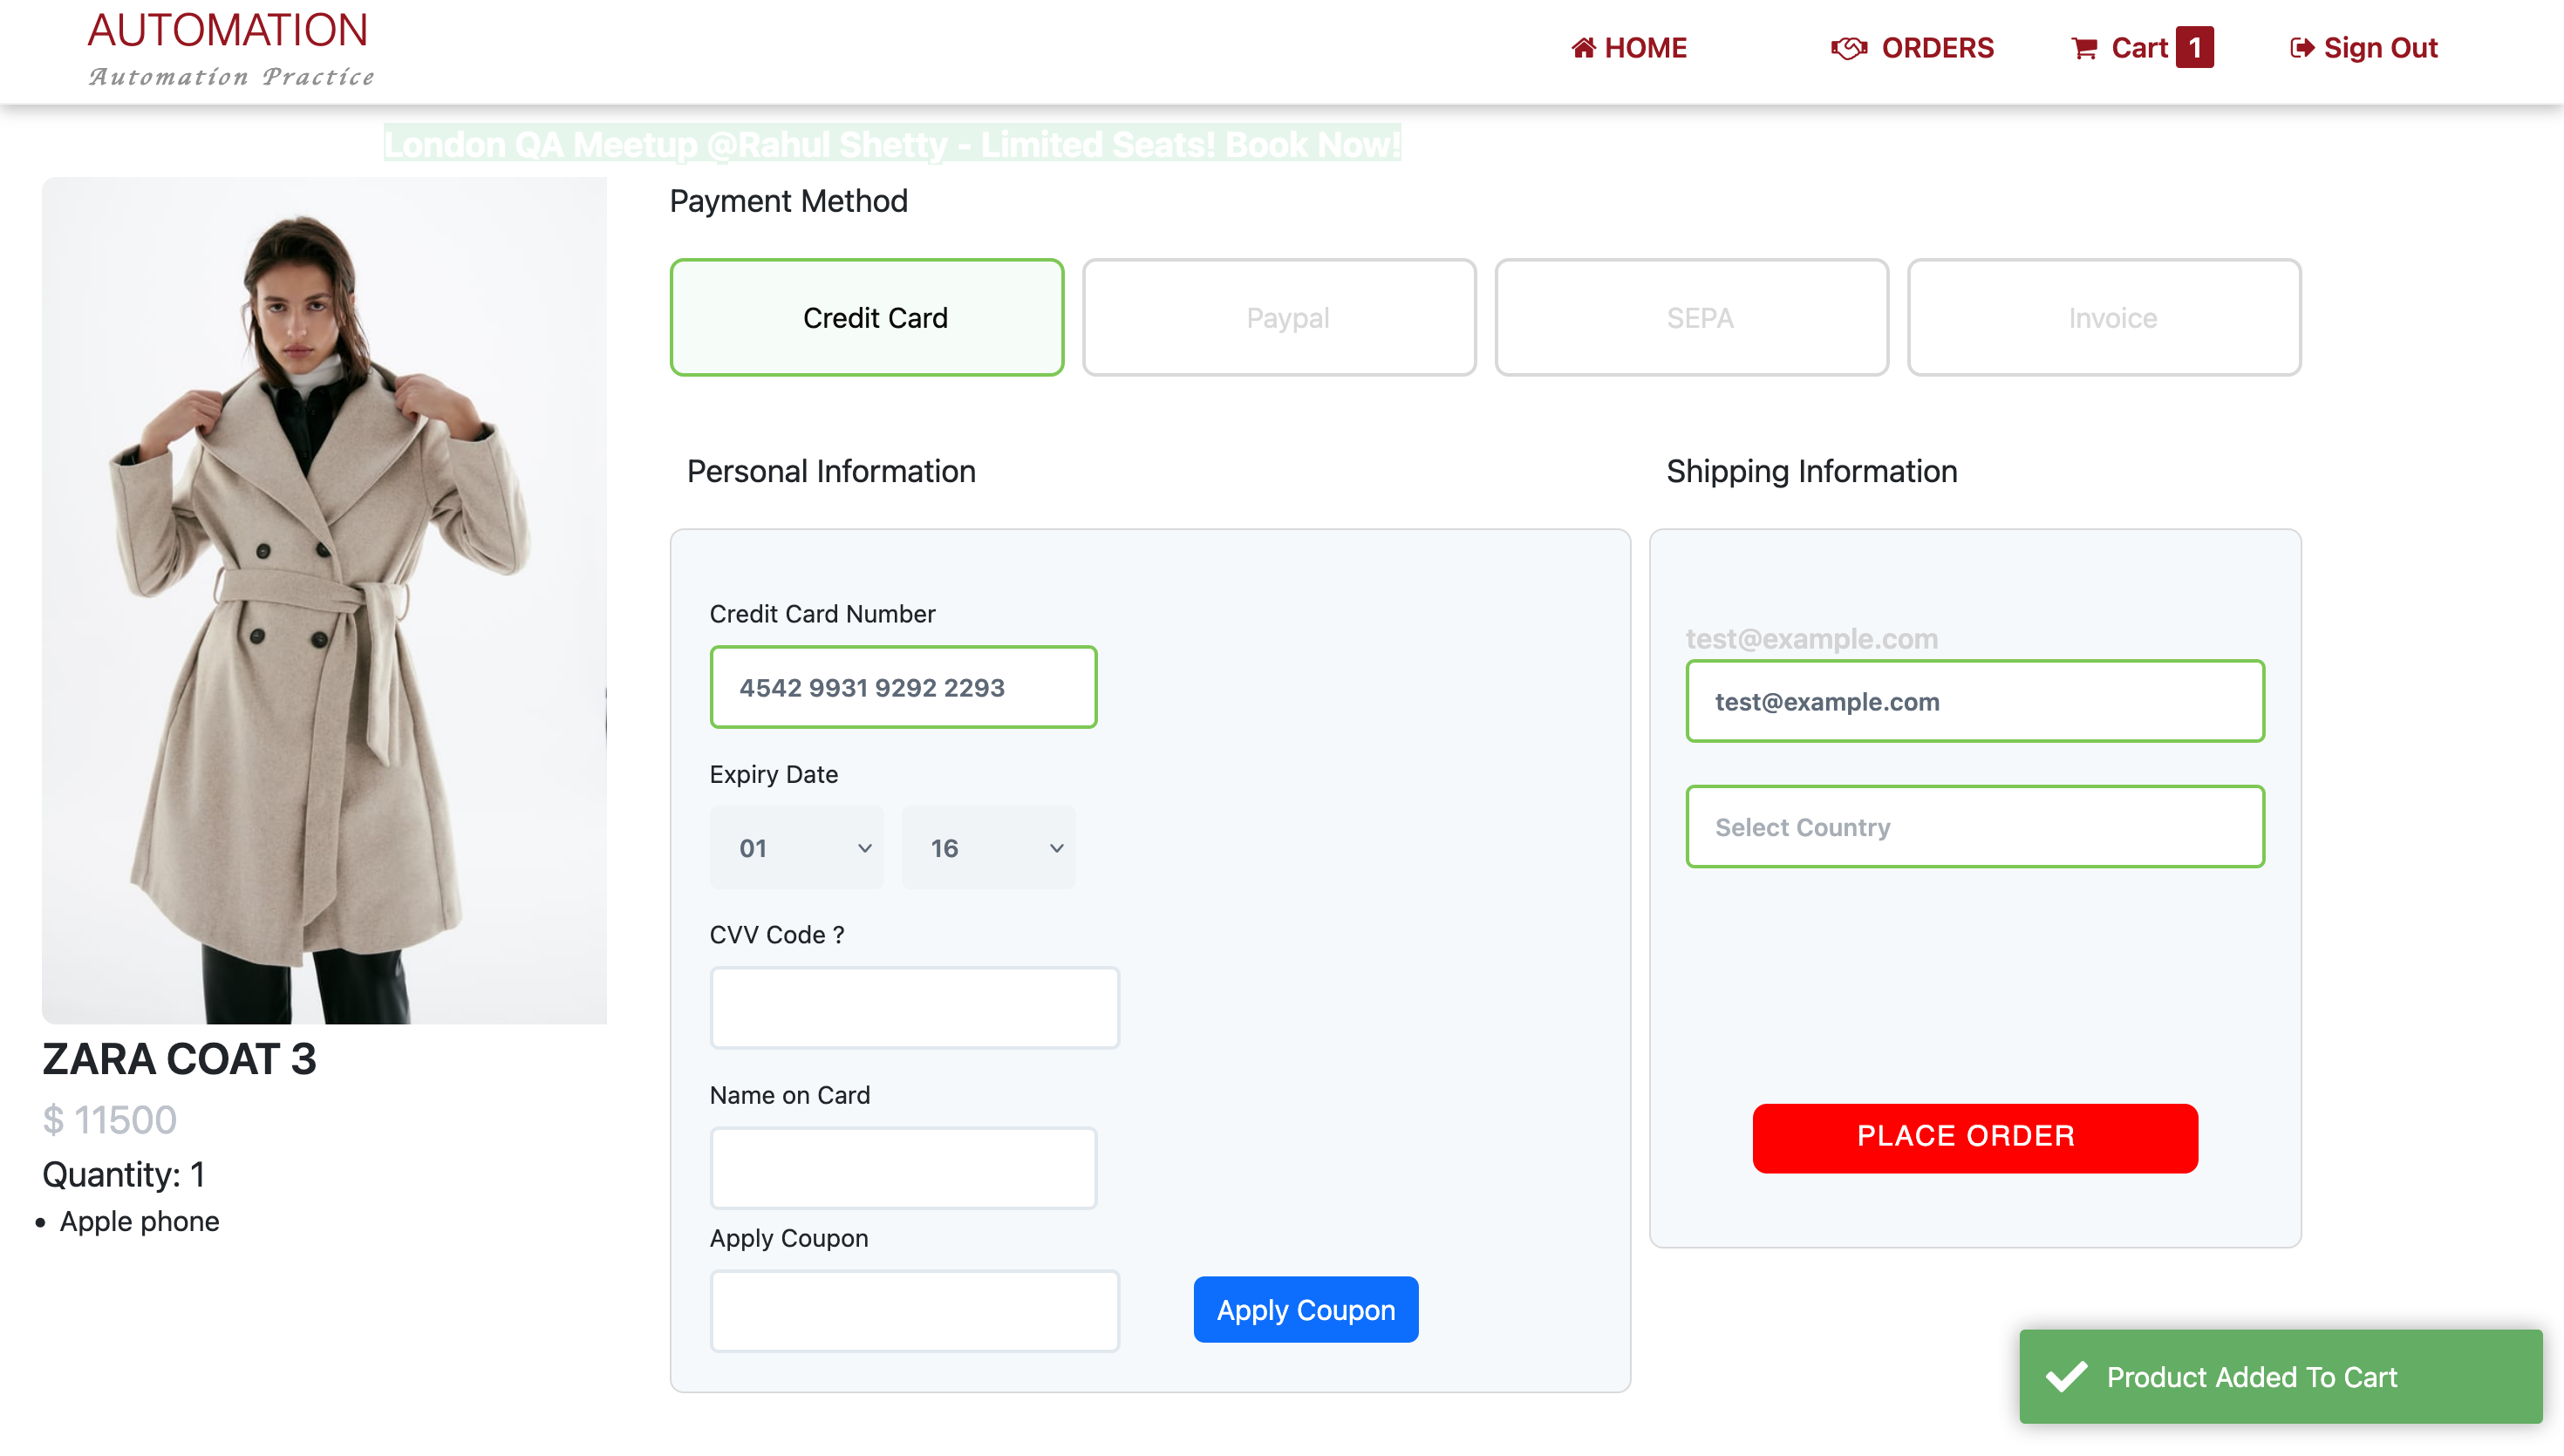 AUTOMATION
Automation Practice
HOME
ORDERS
Cart 1
Sign Out
London QA Meetup @Rahul Shetty - Limited Seats! Book Now!
Payment Method
Credit Card
Paypal
SEPA
Invoice
Personal Information
Shipping Information
Credit Card Number
4542 9931 9292 2293
Expiry Date
01
16
CVV Code ?
Name on Card
Apply Coupon
Apply Coupon
test@example.com
test@example.com
Select Country
PLACE ORDER
ZARA COAT 3
$ 11500
Quantity: 1
• Apple phone
Product Added To Cart